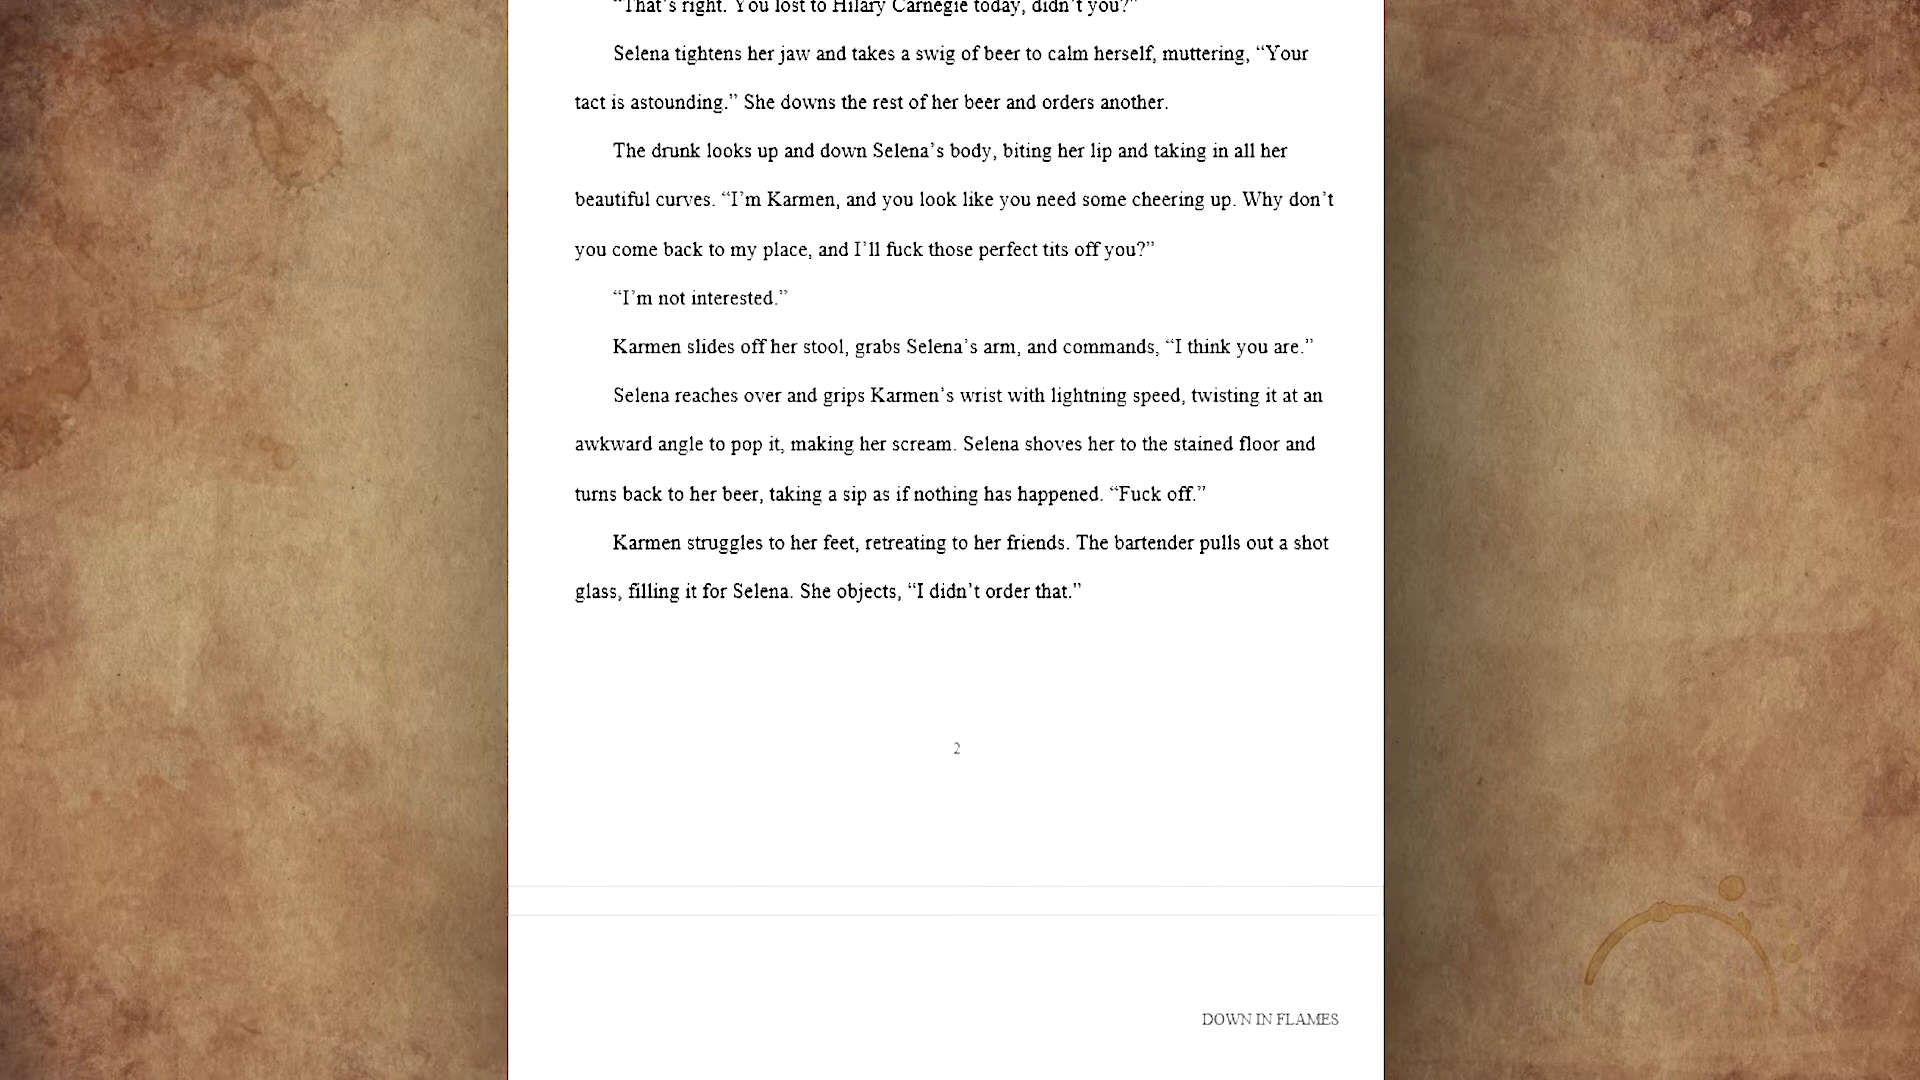 “That’s right. You lost to Hilary Carnegie today, didn’t you?”
Selena tightens her jaw and takes a swig of beer to calm herself, muttering, “Your
tact is astounding.” She downs the rest of her beer and orders another.
The drunk looks up and down Selena’s body, biting her lip and taking in all her
beautiful curves. “I’m Karmen, and you look like you need some cheering up. Why don’t
you come back to my place, and I’ll fuck those perfect tits off you?”
“I’m not interested.”
Karmen slides off her stool, grabs Selena’s arm, and commands, “I think you are.”
Selena reaches over and grips Karmen’s wrist with lightning speed, twisting it at an
awkward angle to pop it, making her scream. Selena shoves her to the stained floor and
turns back to her beer, taking a sip as if nothing has happened. “Fuck off.”
Karmen struggles to her feet, retreating to her friends. The bartender pulls out a shot
glass, filling it for Selena. She objects, “I didn’t order that.”
2
DOWN IN FLAMES